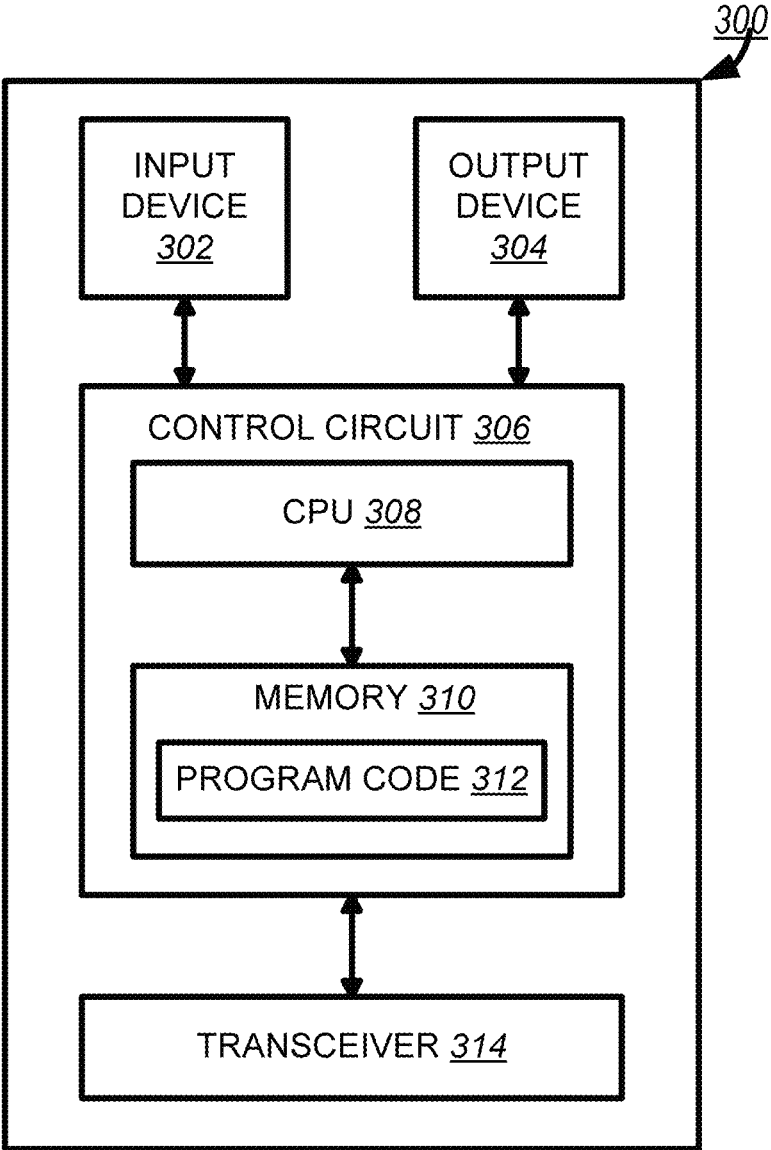 300
INPUT
DEVICE
302
OUTPUT
DEVICE
304
CONTROL CIRCUIT 306
CPU 308
MEMORY 310
PROGRAM CODE 312
TRANSCEIVER 314